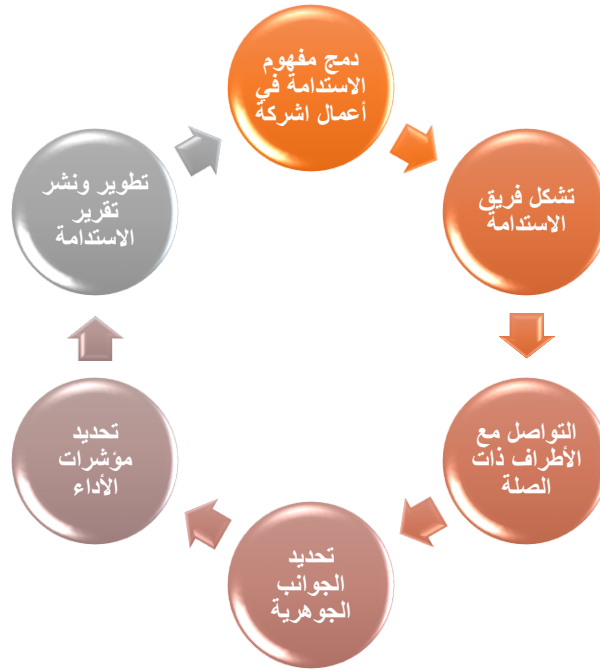 دمج مفهوم
الاستدامة في
أعمال اشركة
تشكل فريق
الاستدامة
التواصل مع
الأطراف ذات
الصلة
تحديد
الجوانب
الجوهرية
تحديد
مؤشرات
الأداء
تطوير ونشر
تقرير
الاستدامة